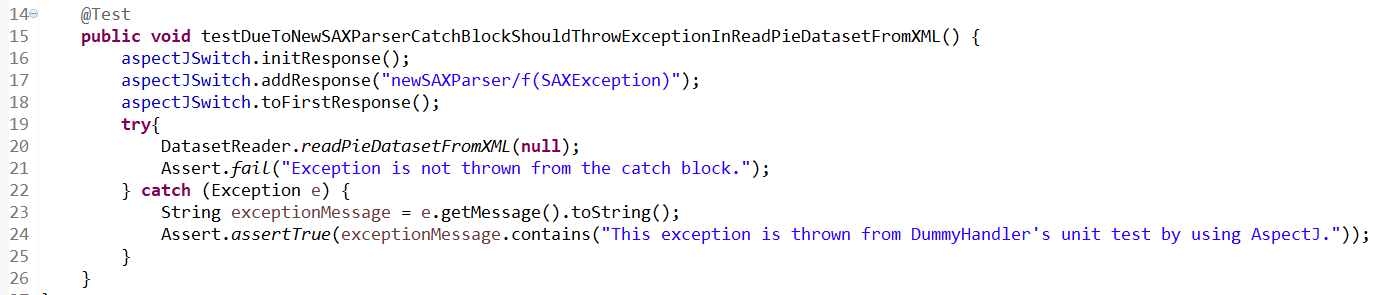 14 @Test
15 public void testDueToNewSAXParserCatchBlockShouldThrowExceptionInReadPieDatasetFromXML() {
16 aspectJSwitch.initResponse();
17 aspectJSwitch.addResponse("newSAXParser/f(SAXException)");
18 aspectJSwitch.toFirstResponse();
19 try{
20 DatasetReader.readPieDatasetFromXML(null);
21 Assert.fail("Exception is not thrown from the catch block.");
22 } catch (Exception e) {
23 String exceptionMessage = e.getMessage().toString();
24 Assert.assertTrue(exceptionMessage.contains("This exception is thrown from DummyHandler's unit test by using AspectJ."));
25 }
26 }